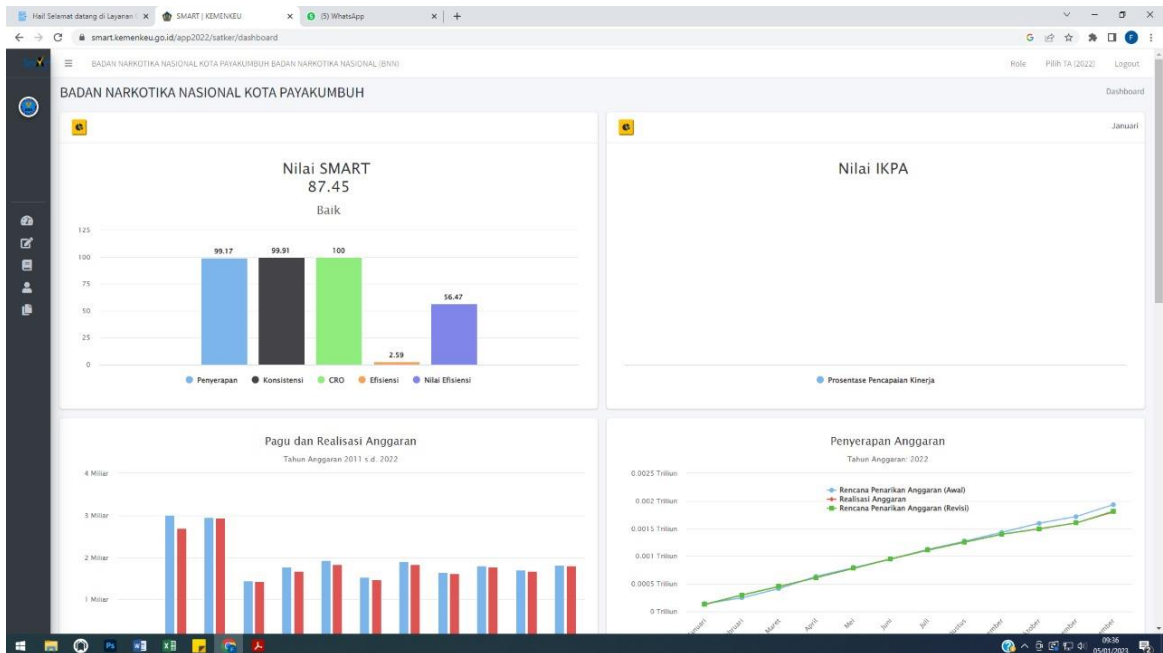 Hail Selamat datang di Layanan
SMART | KEMENKEU
(5) WhatsApp
smart.kemenkeu.go.id/app2022/satker/dashboard
BADAN NARKOTIKA NASIONAL KOTA PAYAKUMBUH BADAN NARKOTIKA NASIONAL (BNN)
Role Pilih TA [2022] Logout
BADAN NARKOTIKA NASIONAL KOTA PAYAKUMBUH
Dashboard
Nilai SMART
87.45
Baik
125
100
75
50
25
0
99.17
99.91
100
2.59
56.47
Penyerapan Konsistensi CRO Efisiensi Nilai Efisiensi
Januari
Nilai IKPA
Prosentase Pencapaian Kinerja
Pagu dan Realisasi Anggaran
Tahun Anggaran 2011 s.d. 2022
4 Miliar
3 Miliar
2 Miliar
1 Miliar
Penyerapan Anggaran
Tahun Anggaran: 2022
0.0025 Triliun
0.002 Triliun
0.0015 Triliun
0.001 Triliun
0.0005 Triliun
0 Triliun
Rencana Penarikan Anggaran (Awal)
Realisasi Anggaran
Rencana Penarikan Anggaran (Revisi)
Maret
April
Mei
Juni
Juli
09:36
05/01/2023